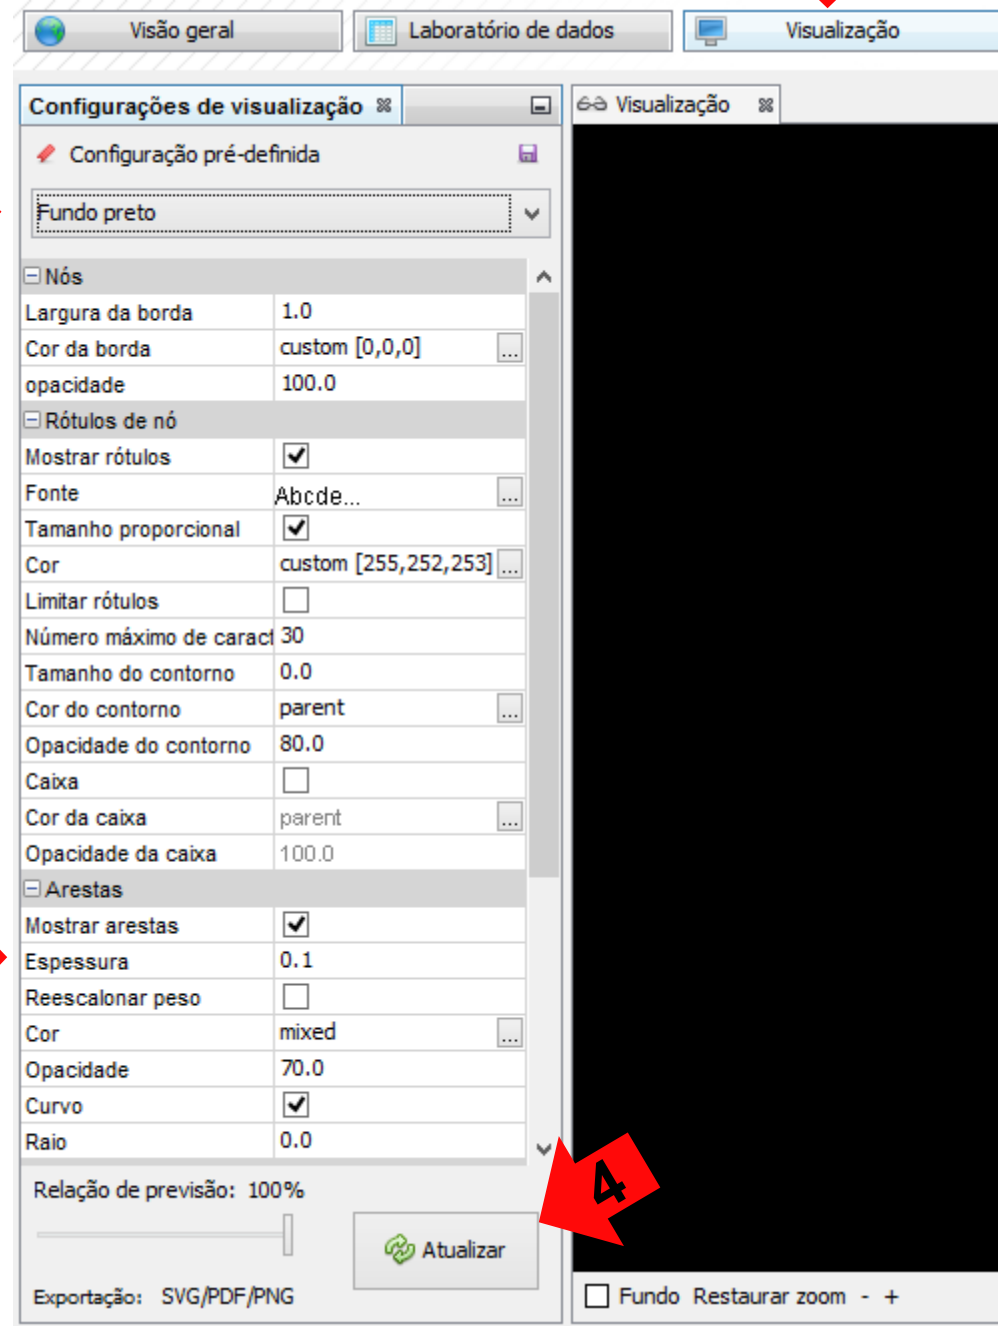 Visão geral
Laboratório de dados
Visualização
Configurações de visualização
Visualização
Configuração pré-definida
Fundo preto
Nós
Largura da borda 1.0
Cor da borda custom [0,0,0] ...
opacidade 100.0
Rótulos de nó
Mostrar rótulos
Fonte Abcde... ...
Tamanho proporcional
Cor custom [255,252,253] ...
Limitar rótulos
Número máximo de caract 30
Tamanho do contorno 0.0
Cor do contorno parent ...
Opacidade do contorno 80.0
Caixa
Cor da caixa parent ...
Opacidade da caixa 100.0
Arestas
Mostrar arestas
Espessura 0.1
Reescalonar peso
Cor mixed ...
Opacidade 70.0
Curvo
Raio 0.0
4
Relação de previsão: 100%
Atualizar
Exportação: SVG/PDF/PNG
Fundo Restaurar zoom - +